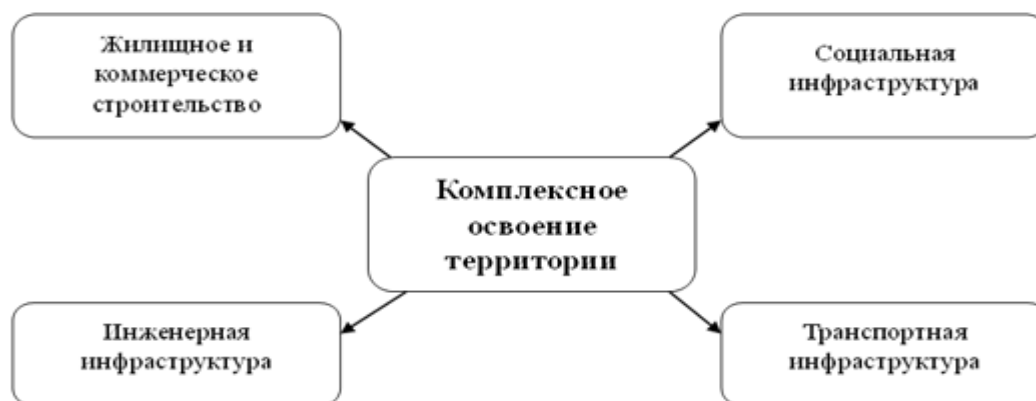 Жилищное и
коммерческое
строительство
Социальная
инфраструктура
Комплексное
освоение
территории
Инженерная
инфраструктура
Транспортная
инфраструктура